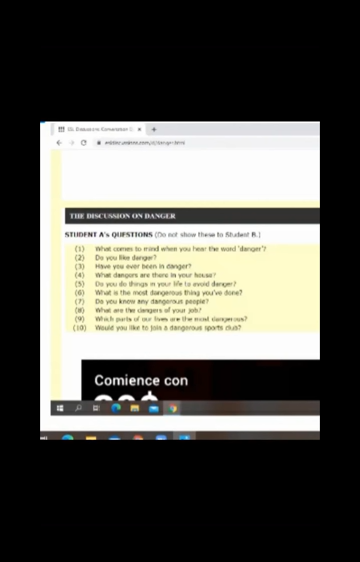 THE DISCUSSION ON DANGER
STUDENT A's QUESTIONS (Do not show these to Student B.)
(1) What comes to mind when you hear the word 'danger'?
(2) Do you like danger?
(3) Have you ever been in danger?
(4) What dangers are there in your house?
(5) Do you do things in your life to avoid danger?
(6) What is the most dangerous thing you've done?
(7) Do you know any dangerous people?
(8) What are the dangers of your job?
(9) Which parts of our lives are the most dangerous?
(10) Would you like to join a dangerous sports club?
Comience con